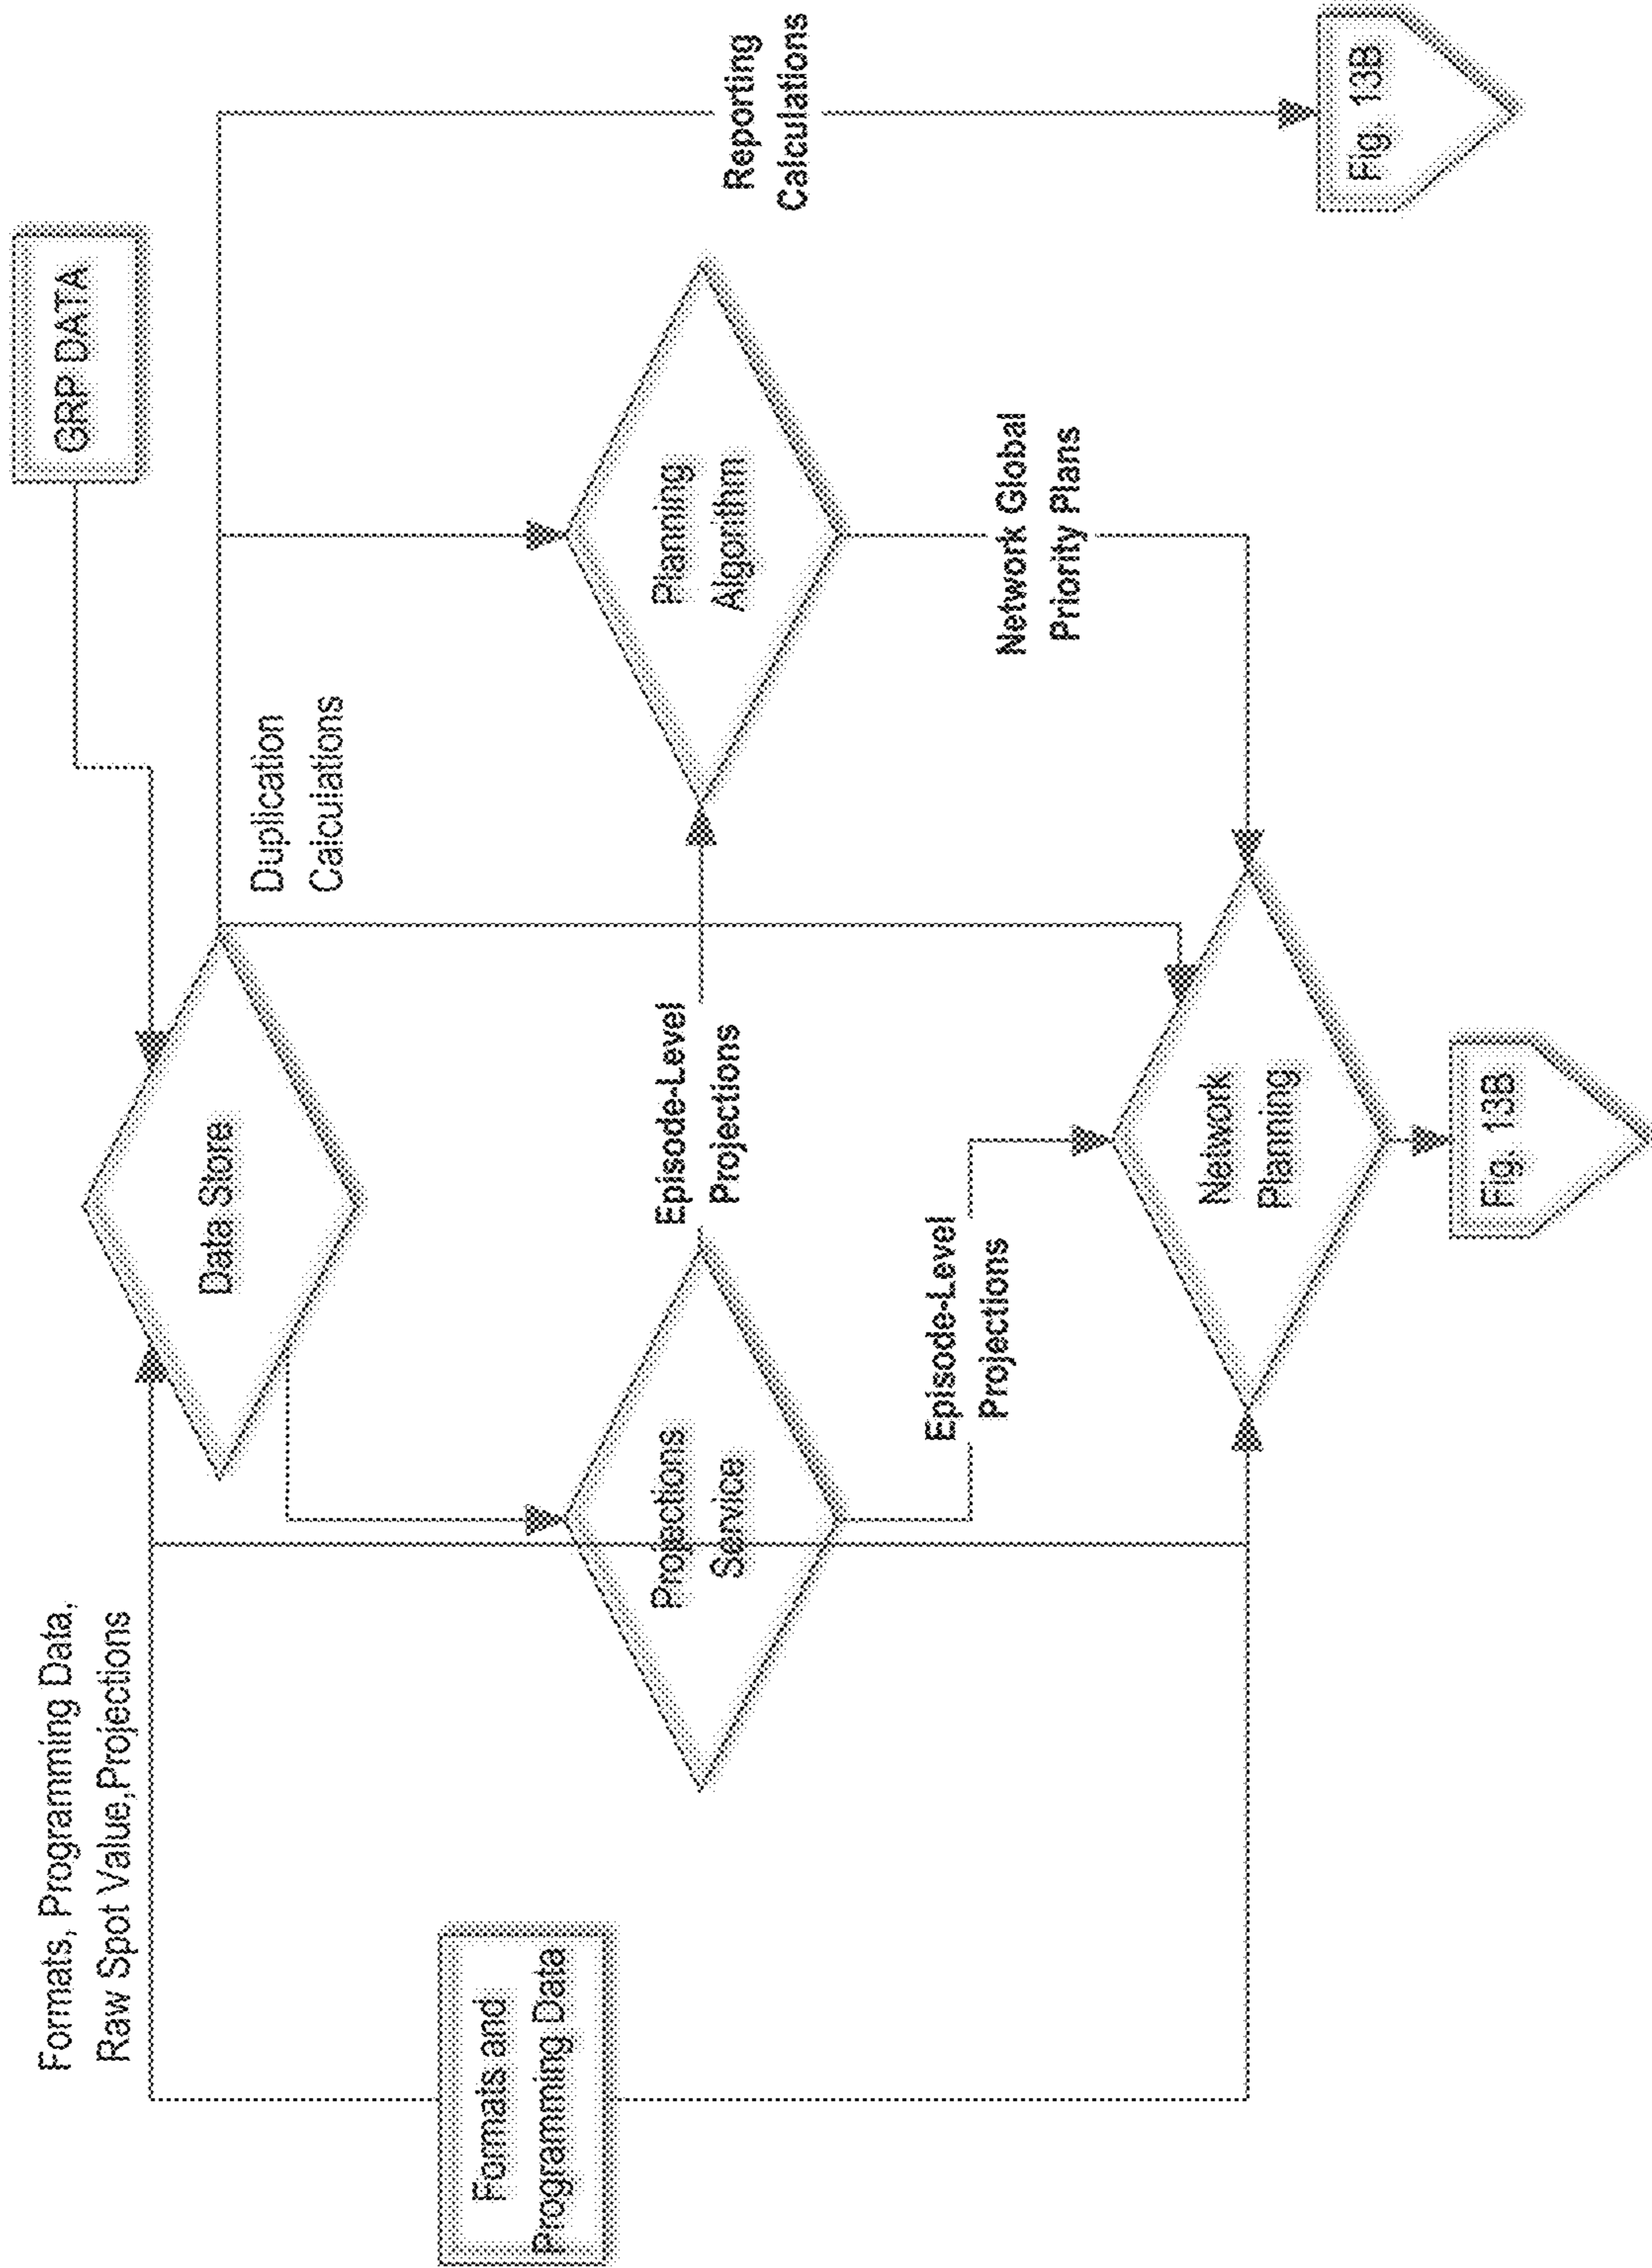 Formats, Programming Data,
Raw Spot Value,Projections
GRP DATA
Data Store
Duplication
Calculations
Formats and
Programming Data
Projections
Service
Episode-Level
Projections
Planning
Algorithm
Reporting
Calculations
Episode-Level
Projections
Network Global
Priority Plans
Network
Planning
Fig. 13B
Fig. 13B